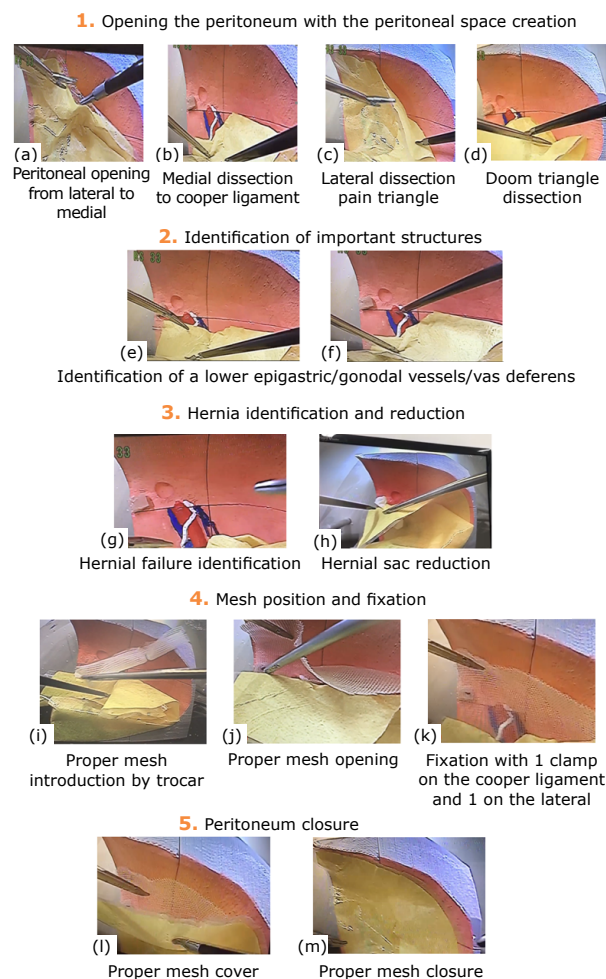 1. Opening the peritoneum with the peritoneal space creation
(a)
(b)
(c)
(d)
Peritoneal opening
from lateral to
medial
Medial dissection
to cooper ligament
Lateral dissection
pain triangle
Doom triangle
dissection
2. Identification of important structures
(e)
(f)
Identification of a lower epigastric/gonodal vessels/vas deferens
3. Hernia identification and reduction
33
(g)
(h)
Hernial failure identification
Hernial sac reduction
4. Mesh position and fixation
(i)
(j)
(k)
Proper mesh
introduction by trocar
Proper mesh opening
Fixation with 1 clamp
on the cooper ligament
and 1 on the lateral
5. Peritoneum closure
(l)
(m)
Proper mesh cover
Proper mesh closure